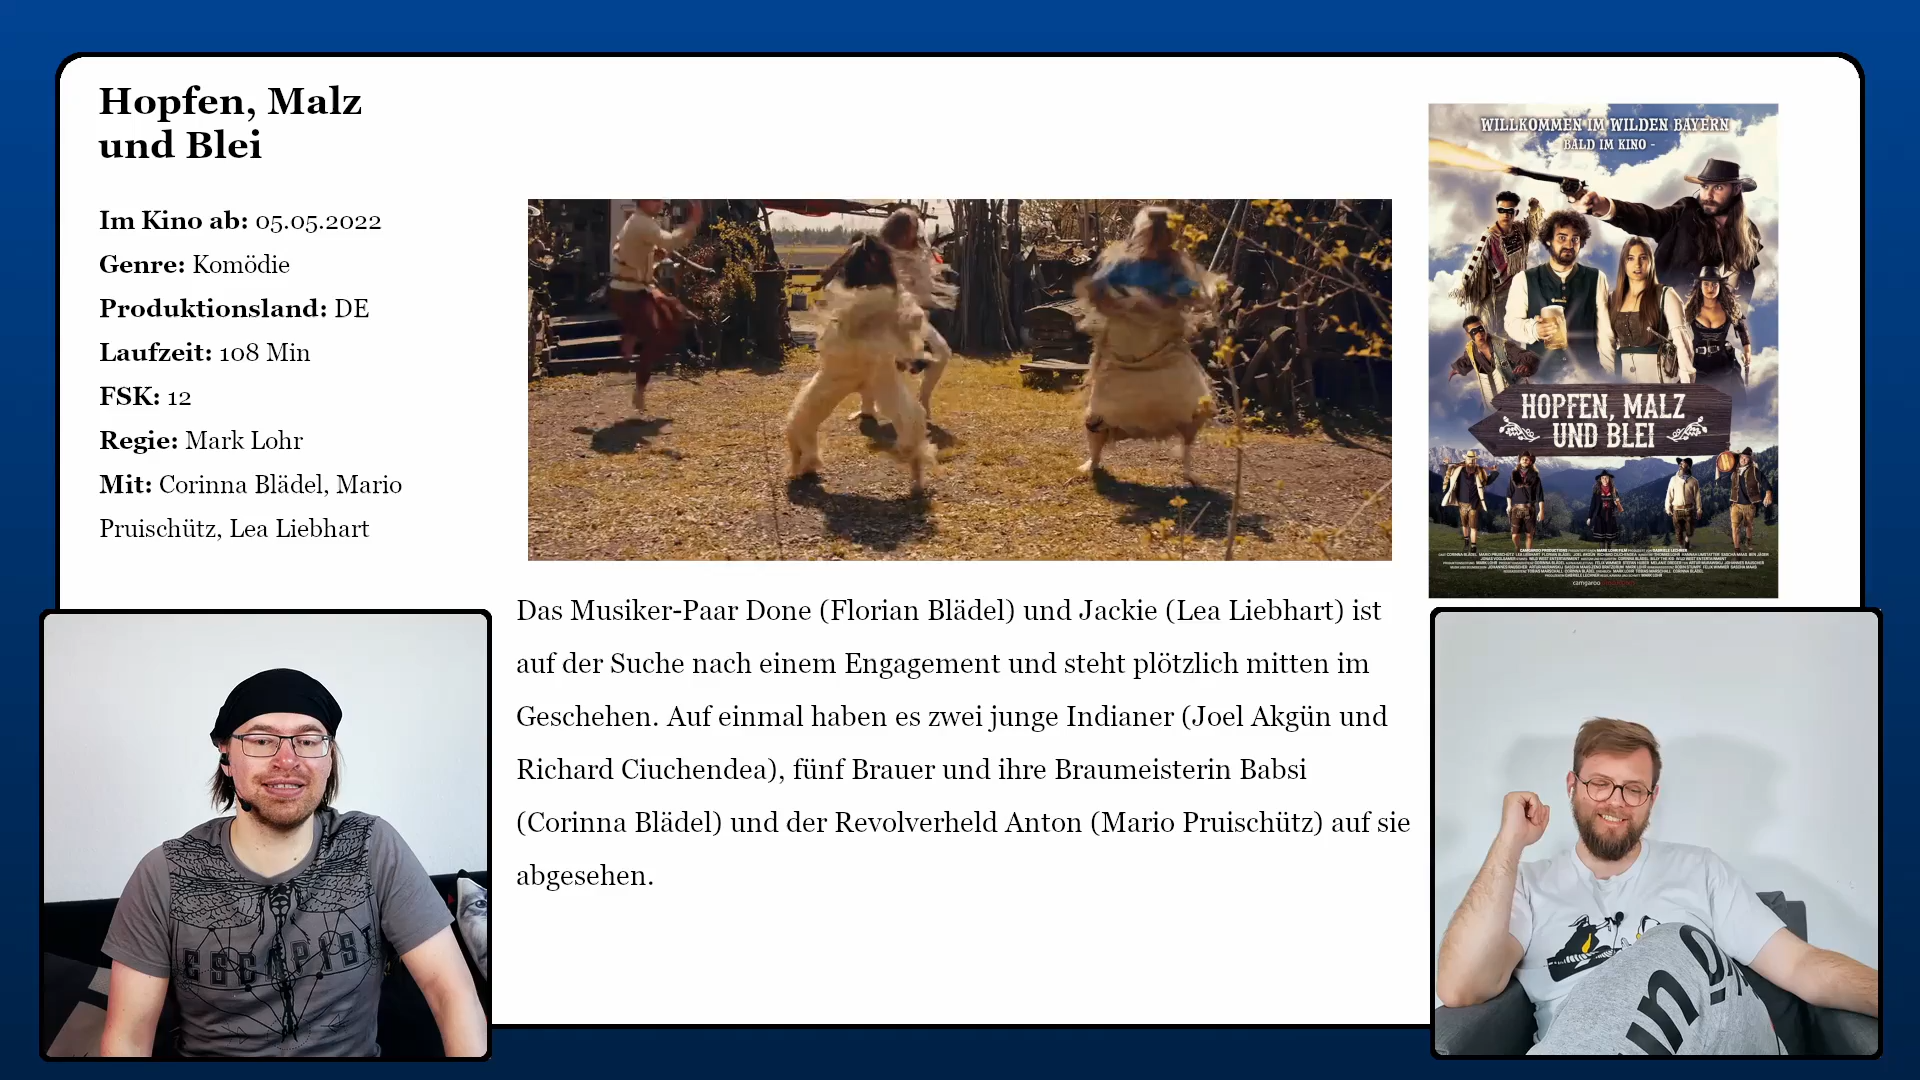 Hopfen, Malz
und Blei
Im Kino ab: 05.05.2022
Genre: Komödie
Produktionsland: DE
Laufzeit: 108 Min
FSK: 12
Regie: Mark Lohr
Mit: Corinna Blädel, Mario
Pruischütz, Lea Liebhart
WILLKOMMEN IM WILDEN BAYERN
BALD IM KINO -
HOPFEN, MALZ
UND BLEI
camgaroo
Das Musiker-Paar Done (Florian Blädel) und Jackie (Lea Liebhart) ist
auf der Suche nach einem Engagement und steht plötzlich mitten im
Geschehen. Auf einmal haben es zwei junge Indianer (Joel Akgün und
Richard Ciuchendea), fünf Brauer und ihre Braumeisterin Babsi
(Corinna Blädel) und der Revolverheld Anton (Mario Pruischütz) auf sie
abgesehen.
ESCAPIST